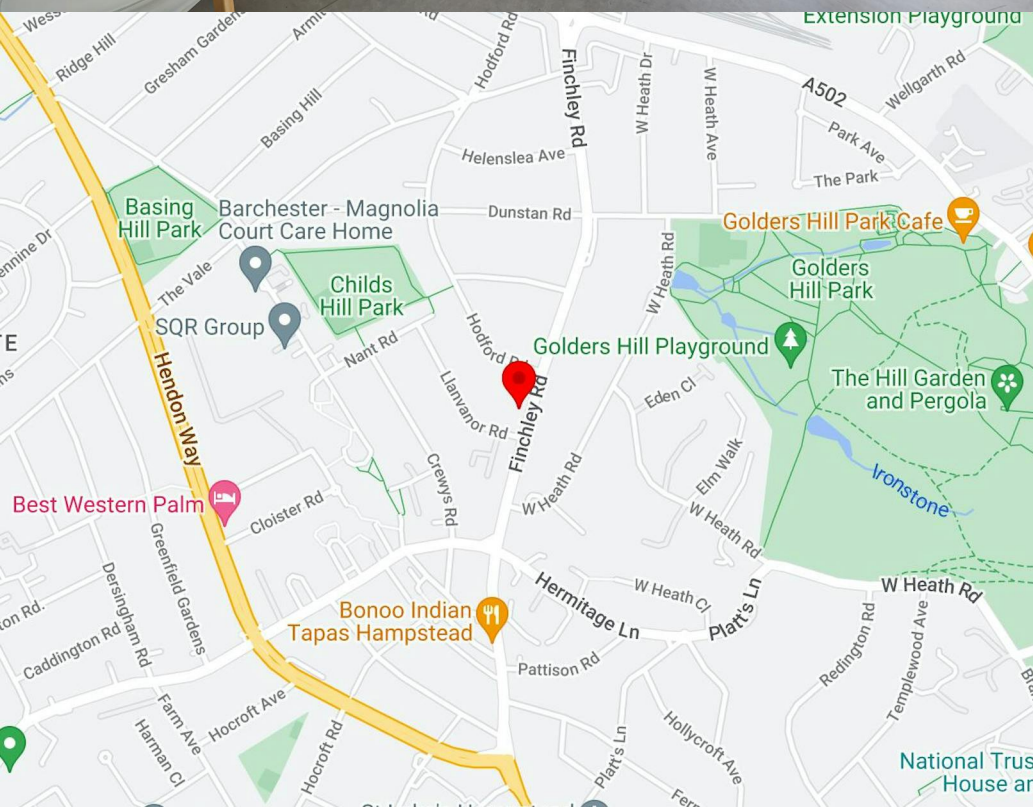 Extension Playground
Ridge Hill
Gresham Gardens
Hodford Rd
Finchley Rd
W Heath Dr
W Heath Ave
A502
Wellgarth Rd
Basing Hill
Park Ave
Helenslea Ave
The Park
Basing
Hill Park
Barchester - Magnolia
Court Care Home
Dunstan Rd
Golders Hill Park Cafe
The Vale
Childs
Hill Park
W Heath Rd
Golders
Hill Park
SQR Group
Nant Rd
Hodford Rd
Golders Hill Playground
Hendon Way
Llanvanor Rd
Finchley Rd
Eden Cl
The Hill Garden
and Pergola
Crewys Rd
Elm Walk
Ironstone
Best Western Palm
Cloister Rd
W Heath Rd
W Heath Rd
Greenfield Gardens
Dersingham Rd
Hermitage Ln
W Heath Cl
Platt's Ln
W Heath Rd
Bonoo Indian
Tapas Hampstead
Caddington Rd
Pattison Rd
Redington Rd
Templewood Ave
Farm Ave
Hocroft Ave
Harman Cl
Hocroft Rd
Platt's Ln
Hollycroft Ave
National Trus
House an